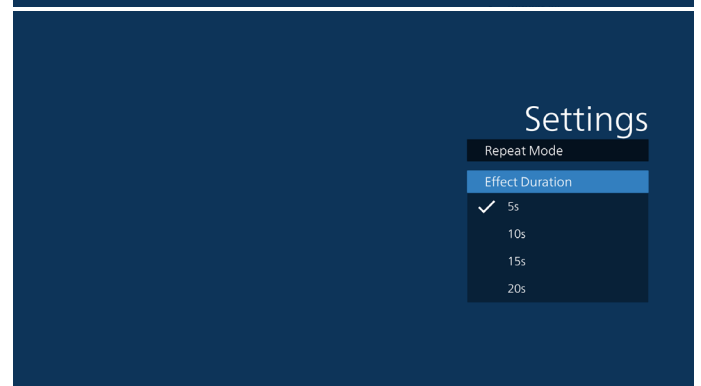 Settings
Repeat Mode
Effect Duration
5s
10s
15s
20s